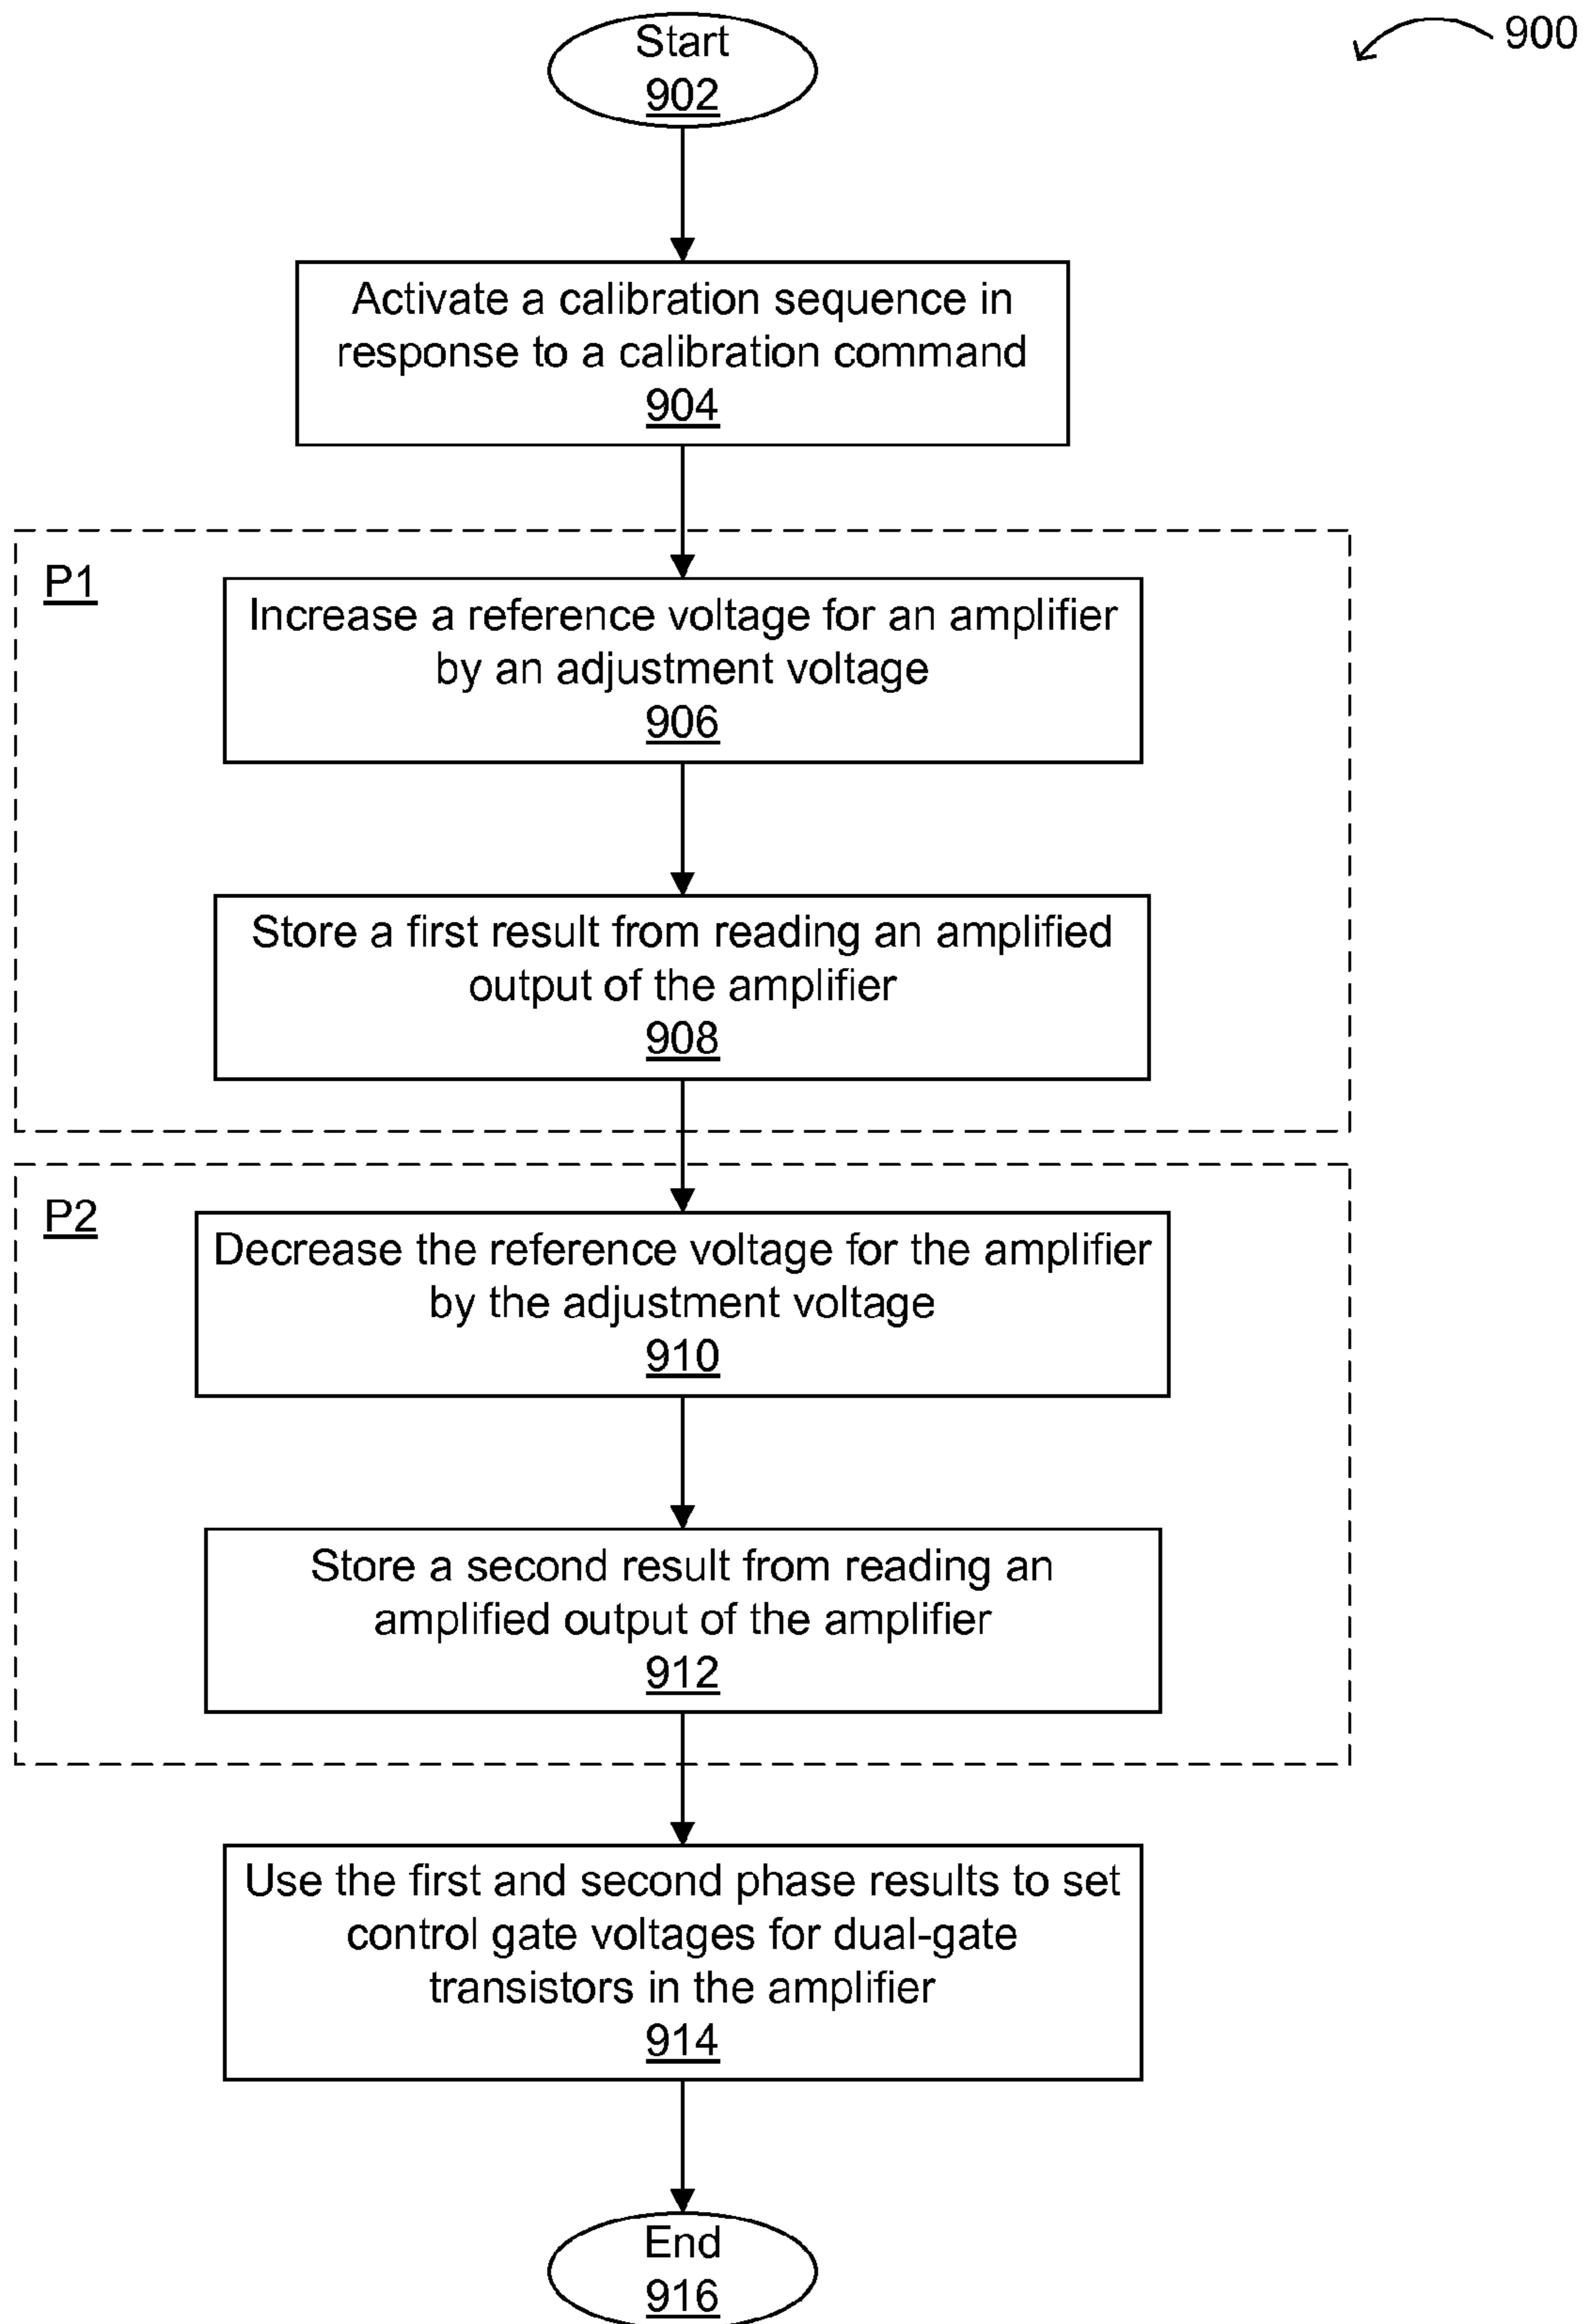 900
Start
902
Activate a calibration sequence in
response to a calibration command
904
P1
Increase a reference voltage for an amplifier
by an adjustment voltage
906
Store a first result from reading an amplified
output of the amplifier
908
P2
Decrease the reference voltage for the amplifier
by the adjustment voltage
910
Store a second result from reading an
amplified output of the amplifier
912
Use the first and second phase results to set
control gate voltages for dual-gate
transistors in the amplifier
914
End
916